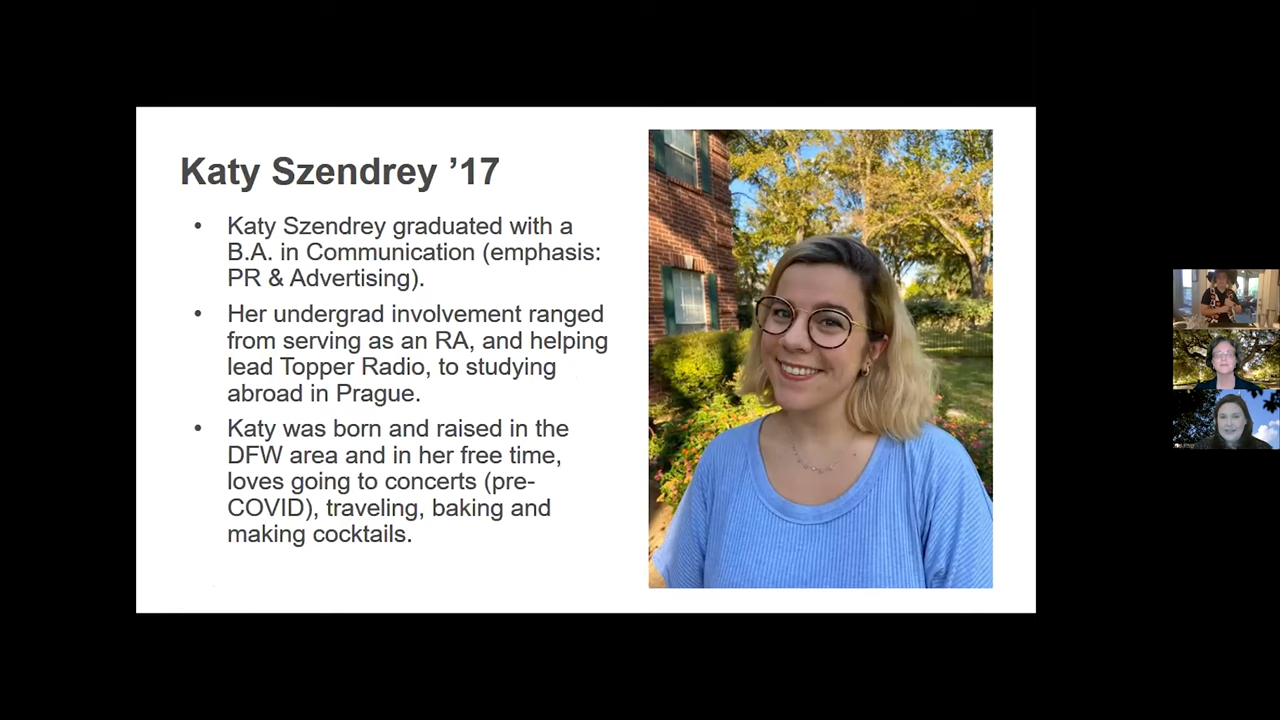 Katy Szendrey ’17
• Katy Szendrey graduated with a
B.A. in Communication (emphasis:
PR & Advertising).
• Her undergrad involvement ranged
from serving as an RA, and helping
lead Topper Radio, to studying
abroad in Prague.
• Katy was born and raised in the
DFW area and in her free time,
loves going to concerts (pre-
COVID), traveling, baking and
making cocktails.